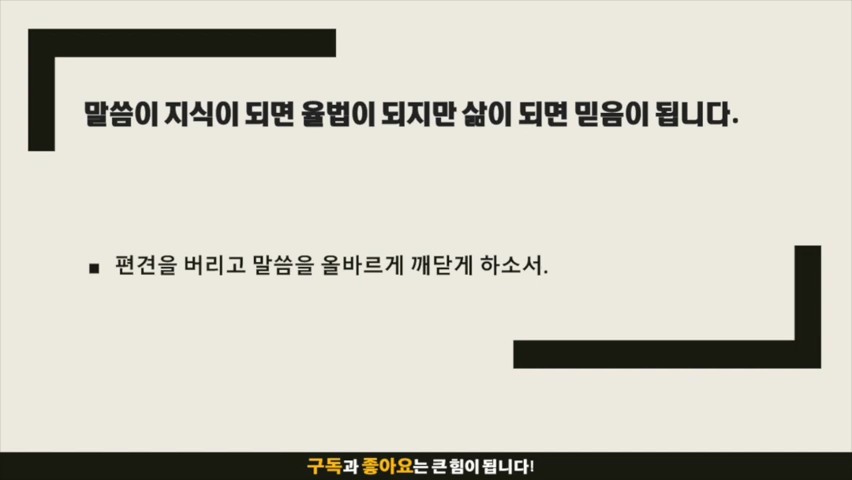 말씀이 지식이 되면 율법이 되지만 삶이 되면 믿음이 됩니다.
■ 편견을 버리고 말씀을 올바르게 깨닫게 하소서.
구독과 좋아요는 큰 힘이 됩니다!